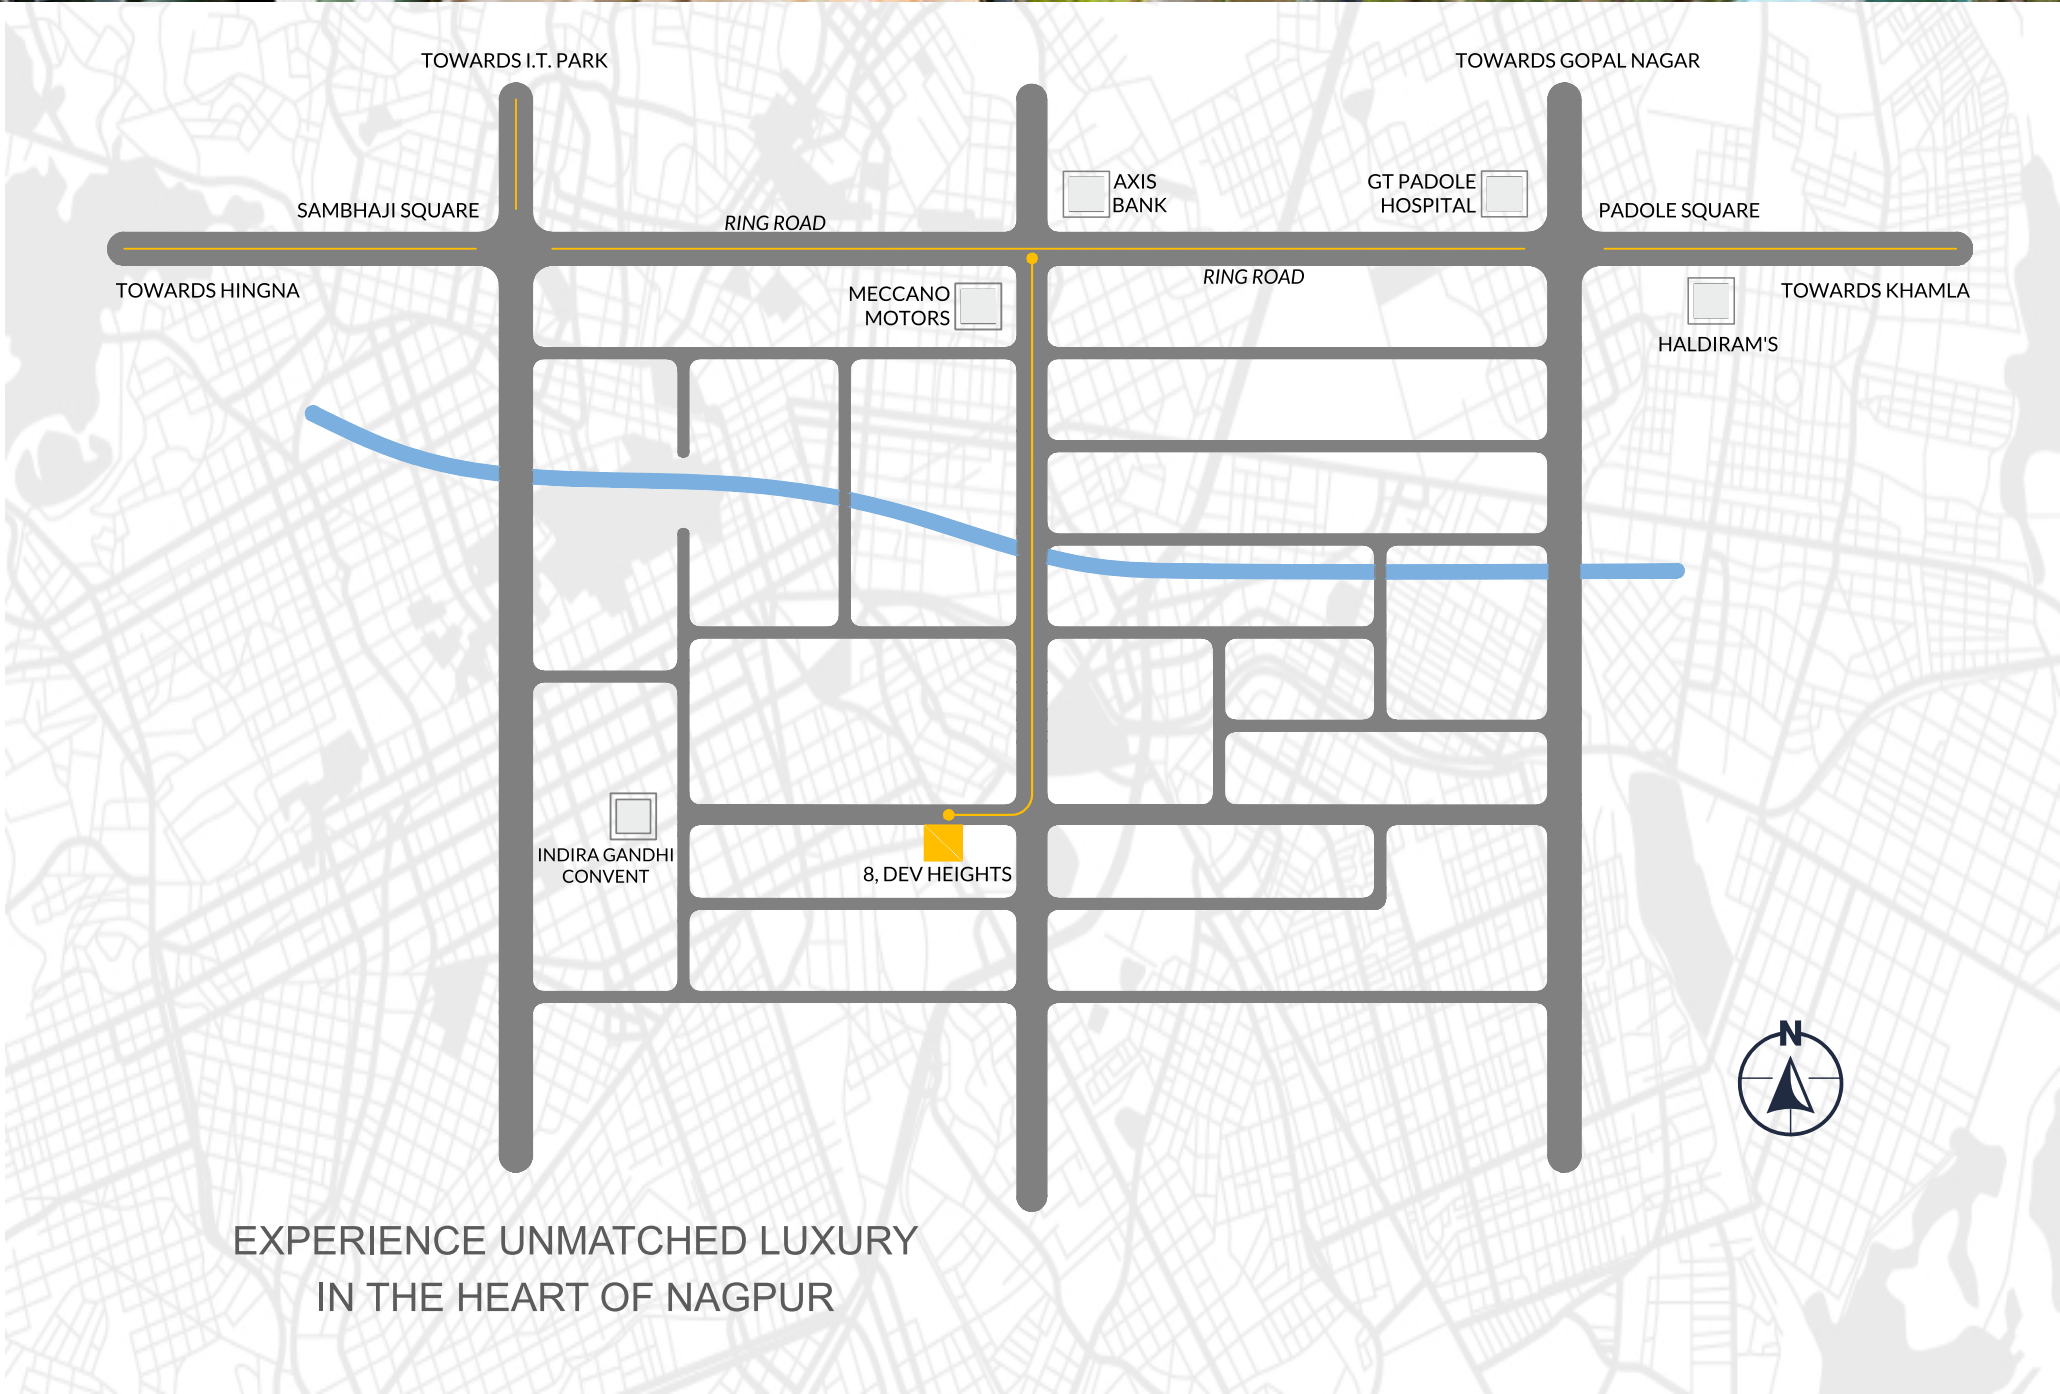 TOWARDS I.T. PARK
TOWARDS GOPAL NAGAR
AXIS
BANK
GT PADOLE
HOSPITAL
SAMBHAJI SQUARE
RING ROAD
PADOLE SQUARE
TOWARDS HINGNA
MECCANO
MOTORS
RING ROAD
TOWARDS KHAMLA
HALDIRAM'S
INDIRA GANDHI
CONVENT
8, DEV HEIGHTS
N
EXPERIENCE UNMATCHED LUXURY
IN THE HEART OF NAGPUR